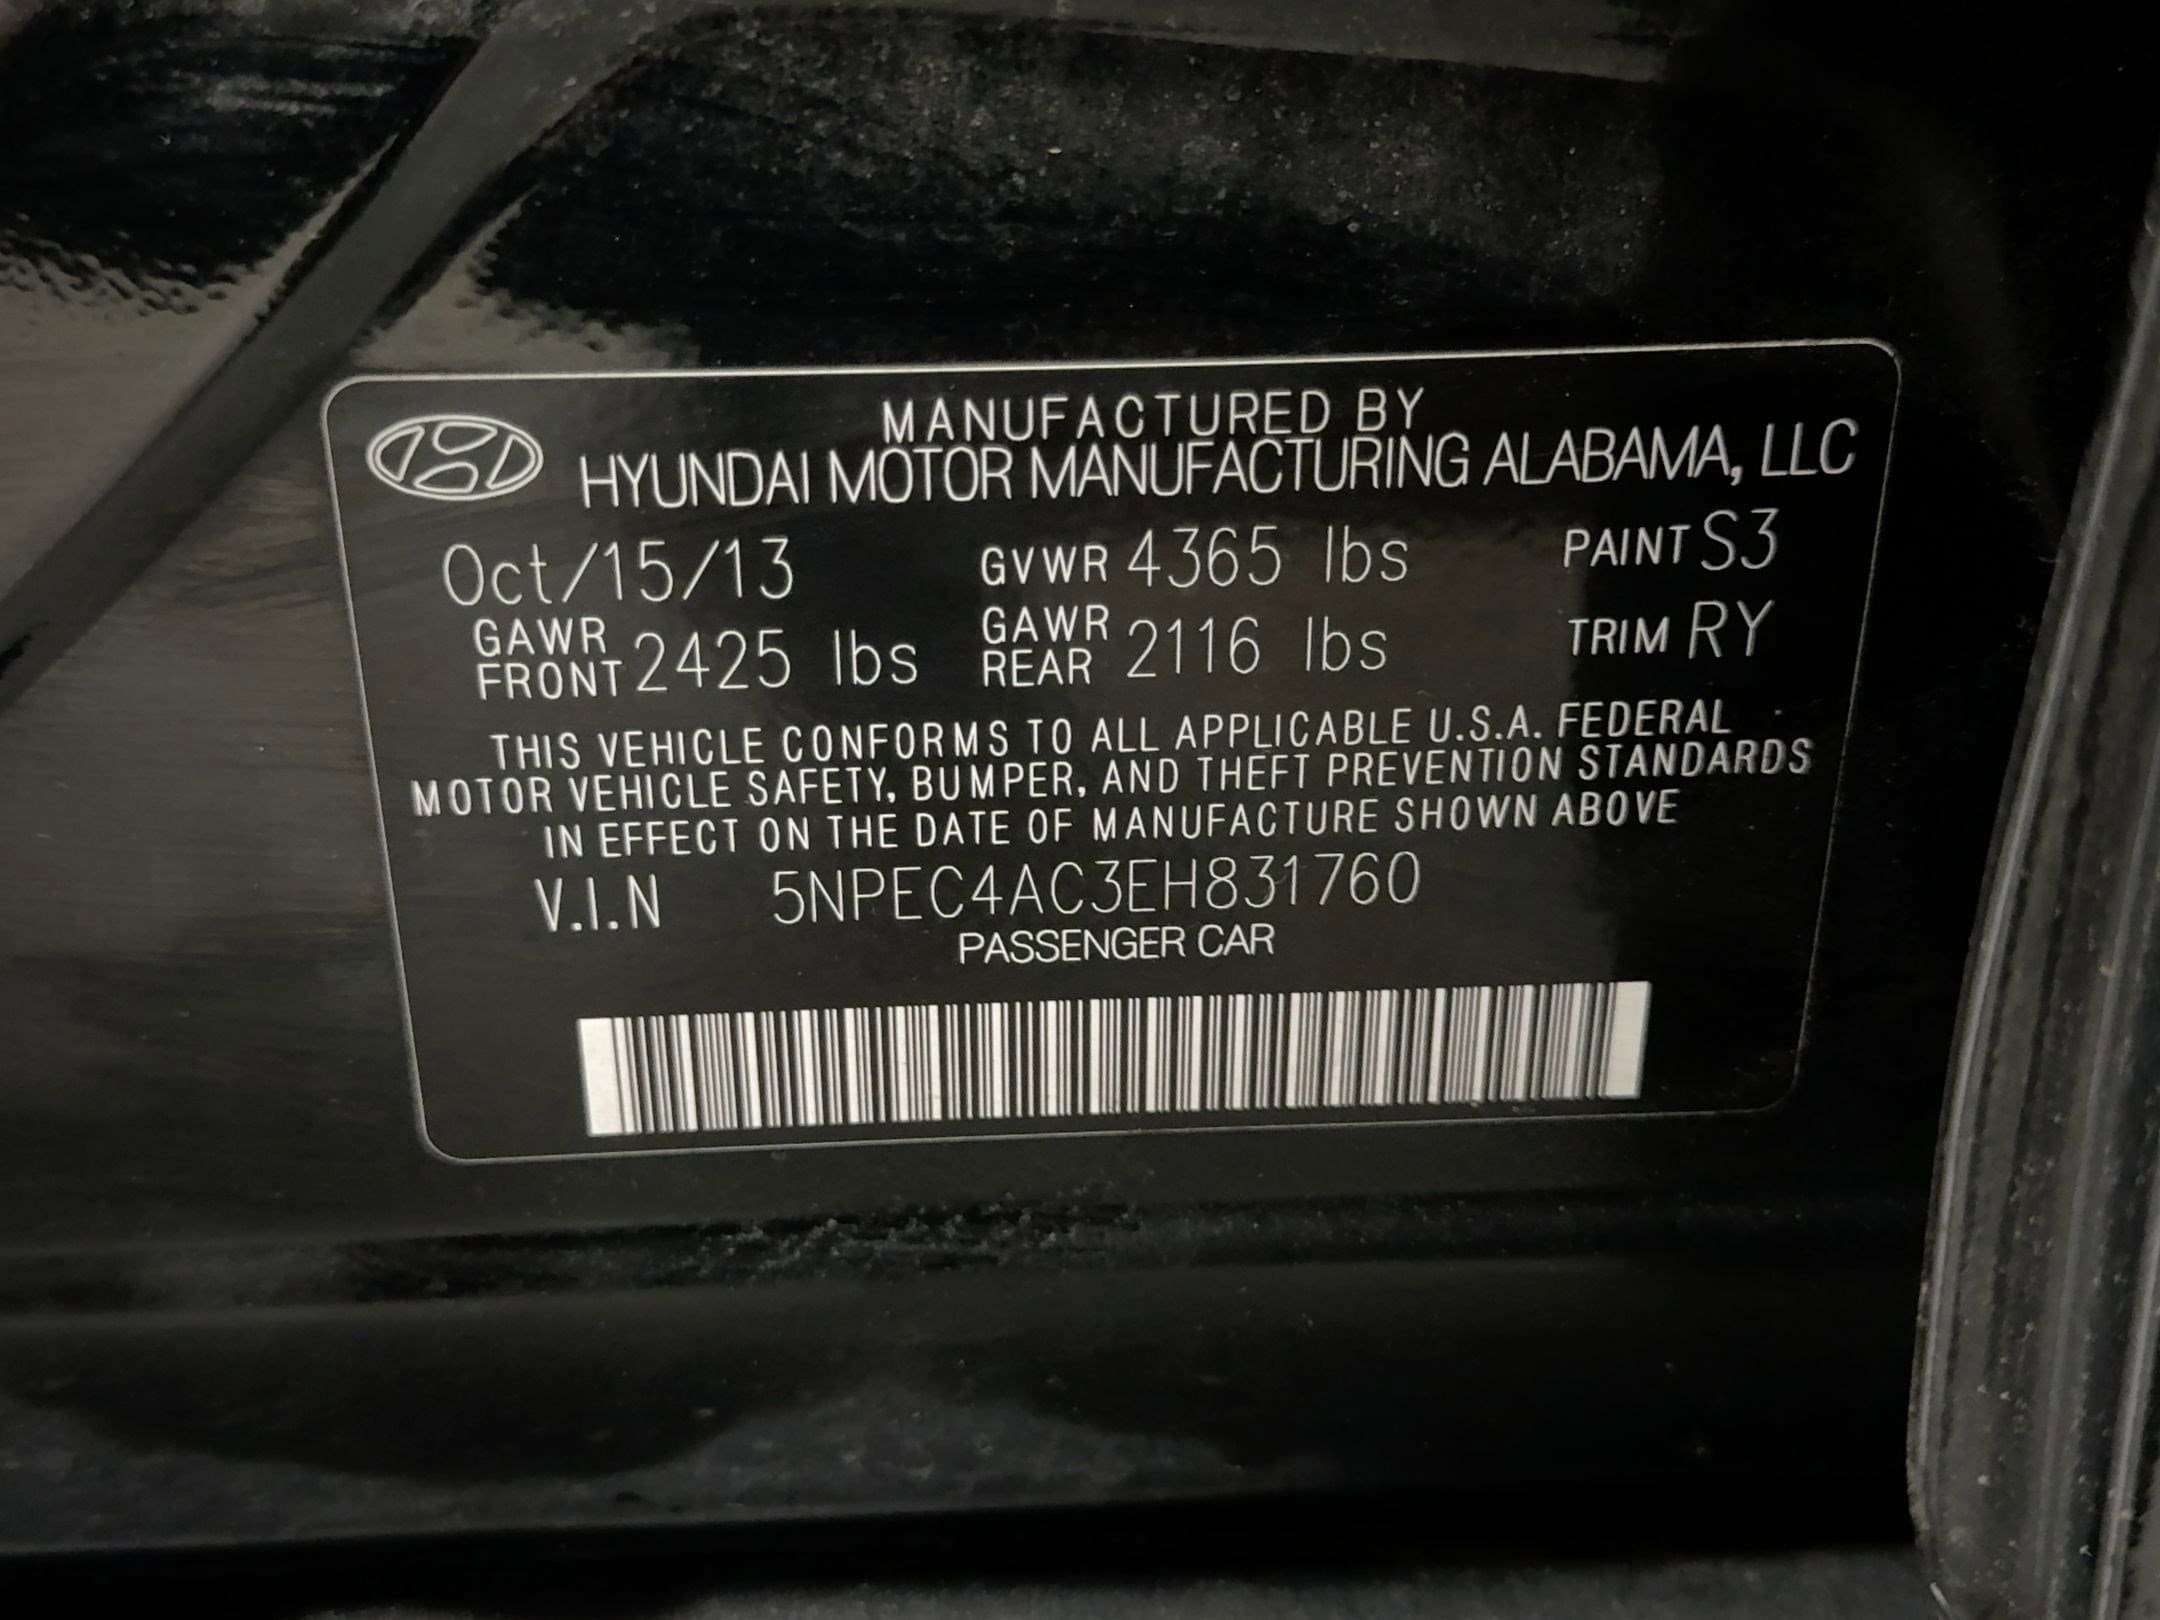 MANUFACTURED BY
HYUNDAI MOTOR MANUFACTURING ALABAMA, LLC
Oct/15/13 GVWR 4365 lbs PAINT S3
GAWR FRONT 2425 lbs GAWR REAR 2116 lbs TRIM RY
THIS VEHICLE CONFORMS TO ALL APPLICABLE U.S.A. FEDERAL
MOTOR VEHICLE SAFETY, BUMPER, AND THEFT PREVENTION STANDARDS
IN EFFECT ON THE DATE OF MANUFACTURE SHOWN ABOVE
V.I.N 5NPEC4AC3EH831760
PASSENGER CAR